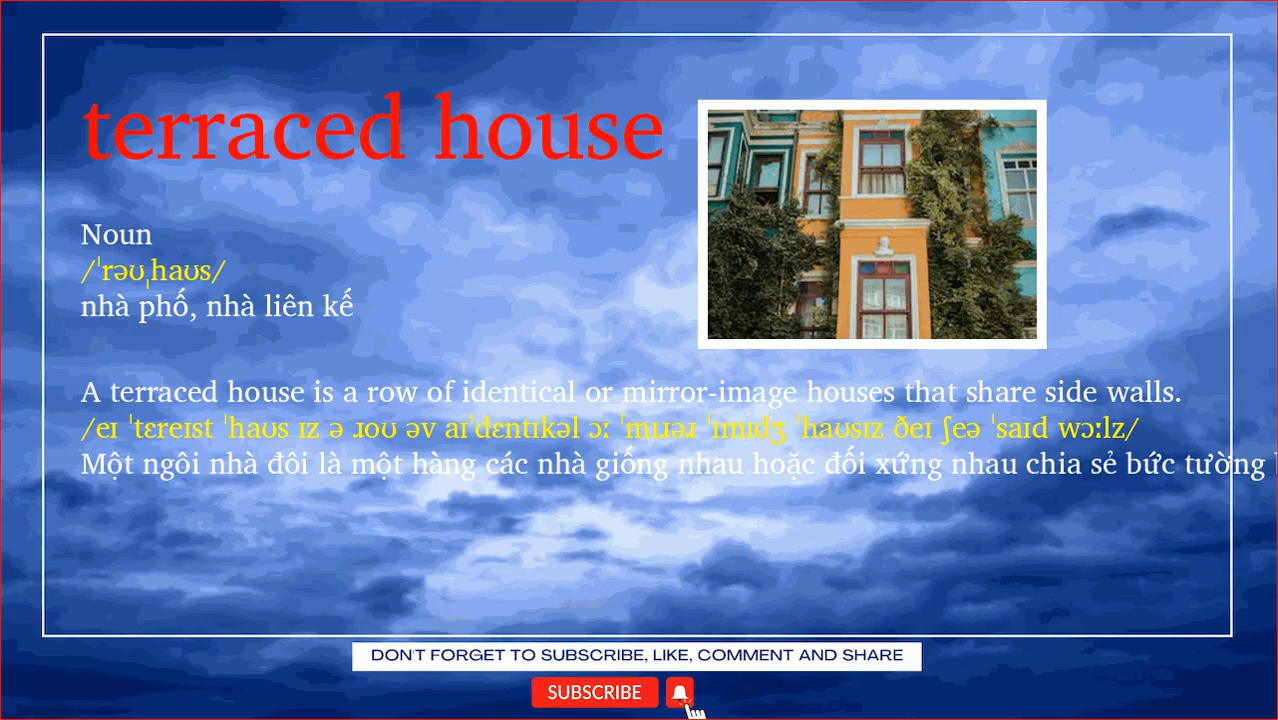 terraced house
Noun
/ˈrəʊˌhaʊs/
nhà phố, nhà liên kế
A terraced house is a row of identical or mirror-image houses that share side walls.
/eɪ ˈtɛreɪst ˈhaʊs ɪz ə ɹoʊ əv aɪˈdɛntɪkəl ɔː ˈmɪɹəɹ ˈɪmɪdʒ ˈhaʊsɪz ðeɪ ʃeə ˈsaɪd wɔːlz/
Một ngôi nhà đôi là một hàng các nhà giống nhau hoặc đối xứng nhau chia sẻ bức tường
DON'T FORGET TO SUBSCRIBE, LIKE, COMMENT AND SHARE
SUBSCRIBE